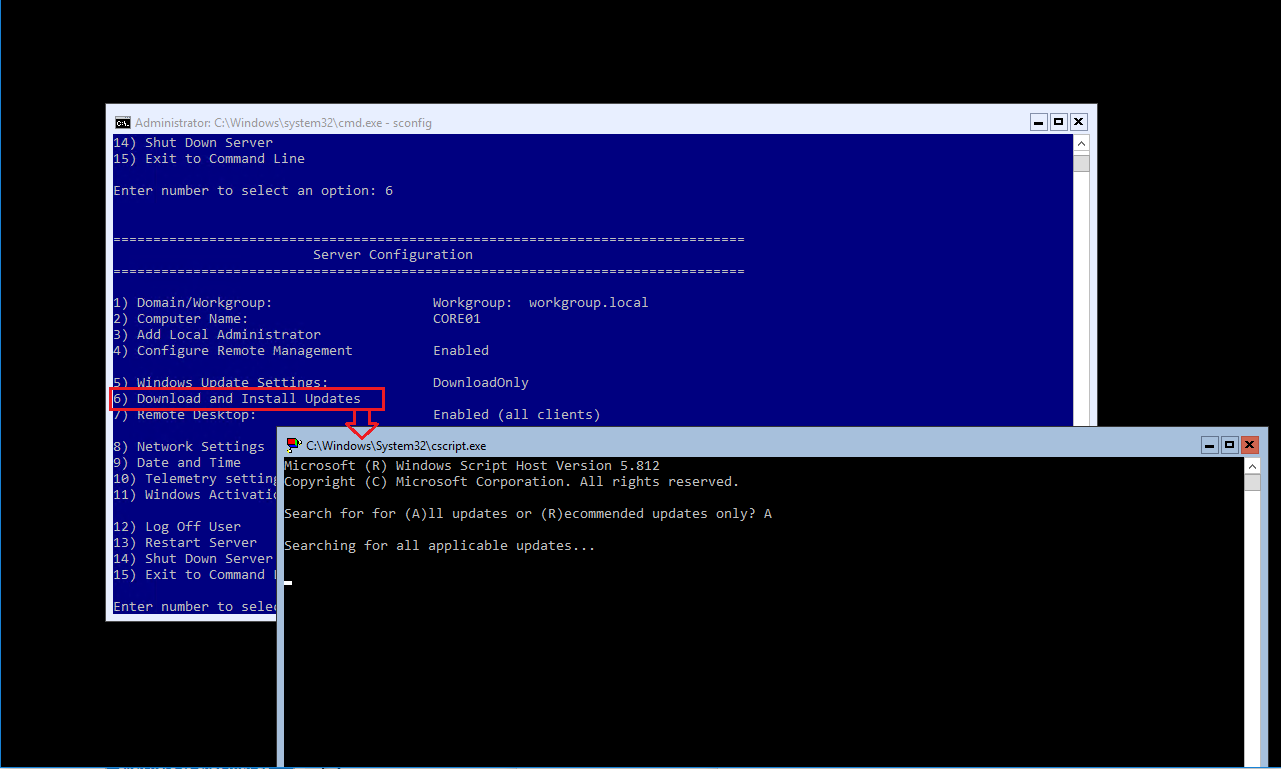 Administrator: C:\Windows\system32\cmd.exe - sconfig
14) Shut Down Server
15) Exit to Command Line
Enter number to select an option: 6
===============================================================================
Server Configuration
===============================================================================
1) Domain/Workgroup: Workgroup: workgroup.local
2) Computer Name: CORE01
3) Add Local Administrator
4) Configure Remote Management Enabled
5) Windows Update Settings: DownloadOnly
6) Download and Install Updates
7) Remote Desktop: Enabled (all clients)
8) Network Settings
9) Date and Time
10) Telemetry setting
11) Windows Activatio
12) Log Off User
13) Restart Server
14) Shut Down Server
15) Exit to Command
Enter number to selec
C:\Windows\System32\cscript.exe
Microsoft (R) Windows Script Host Version 5.812
Copyright (C) Microsoft Corporation. All rights reserved.
Search for for (A)ll updates or (R)ecommended updates only? A
Searching for all applicable updates...